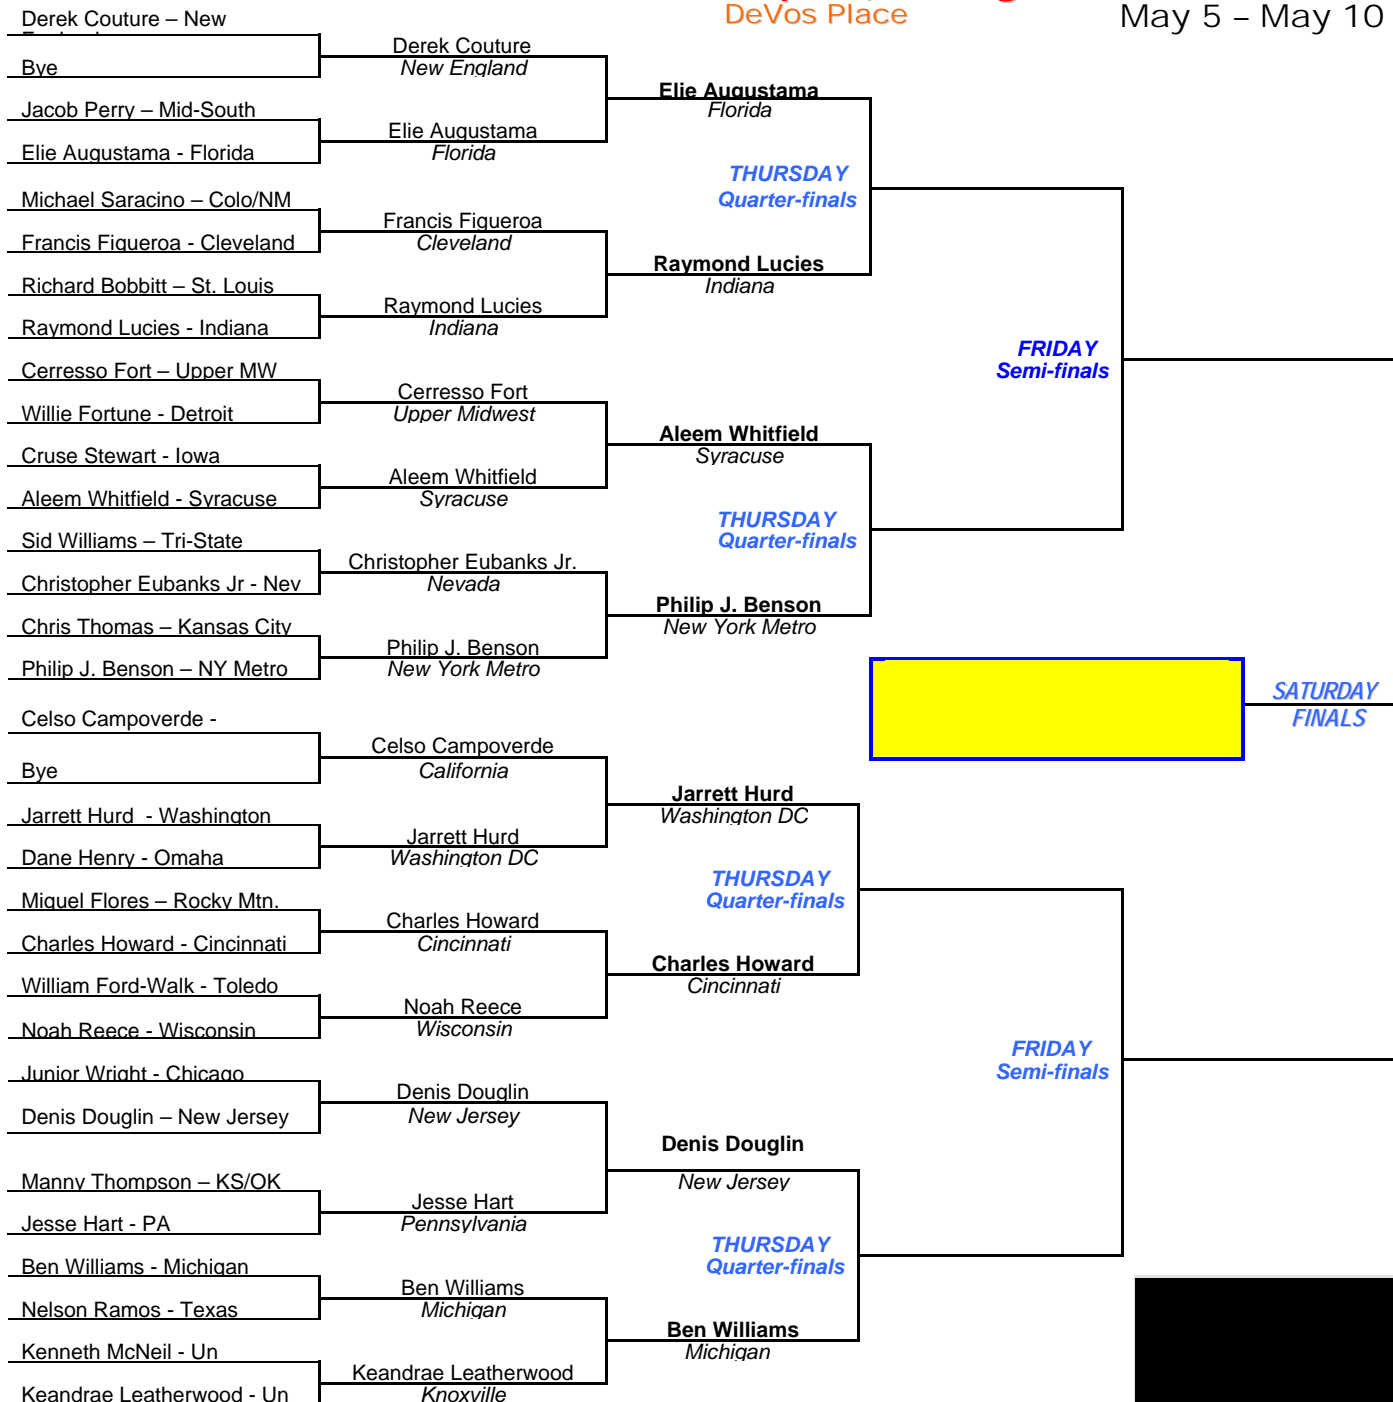 DeVos Place
May 5 – May 10
Derek Couture – New
Bye
Jacob Perry – Mid-South
Elie Augustama - Florida
Michael Saracino – Colo/NM
Francis Figueroa - Cleveland
Richard Bobbitt – St. Louis
Raymond Lucies - Indiana
Cerresso Fort – Upper MW
Willie Fortune - Detroit
Cruse Stewart - Iowa
Aleem Whitfield - Syracuse
Sid Williams – Tri-State
Christopher Eubanks Jr - Nev
Chris Thomas – Kansas City
Philip J. Benson – NY Metro
Celso Campoverde -
Bye
Jarrett Hurd - Washington
Dane Henry - Omaha
Miguel Flores – Rocky Mtn.
Charles Howard - Cincinnati
William Ford-Walk - Toledo
Noah Reece - Wisconsin
Junior Wright - Chicago
Denis Douglin – New Jersey
Manny Thompson – KS/OK
Jesse Hart - PA
Ben Williams - Michigan
Nelson Ramos - Texas
Kenneth McNeil - Un
Keandrae Leatherwood - Un
Derek Couture
New England
Elie Augustama
Florida
Francis Figueroa
Cleveland
Raymond Lucies
Indiana
Cerresso Fort
Upper Midwest
Aleem Whitfield
Syracuse
Christopher Eubanks Jr.
Nevada
Philip J. Benson
New York Metro
Celso Campoverde
California
Jarrett Hurd
Washington DC
Charles Howard
Cincinnati
Noah Reece
Wisconsin
Denis Douglin
New Jersey
Jesse Hart
Pennsylvania
Ben Williams
Michigan
Keandrae Leatherwood
Knoxville
Elie Augustama
Florida
THURSDAY
Quarter-finals
Raymond Lucies
Indiana
Aleem Whitfield
Syracuse
THURSDAY
Quarter-finals
Philip J. Benson
New York Metro
Jarrett Hurd
Washington DC
THURSDAY
Quarter-finals
Charles Howard
Cincinnati
Denis Douglin
New Jersey
THURSDAY
Quarter-finals
Ben Williams
Michigan
FRIDAY
Semi-finals
FRIDAY
Semi-finals
SATURDAY
FINALS